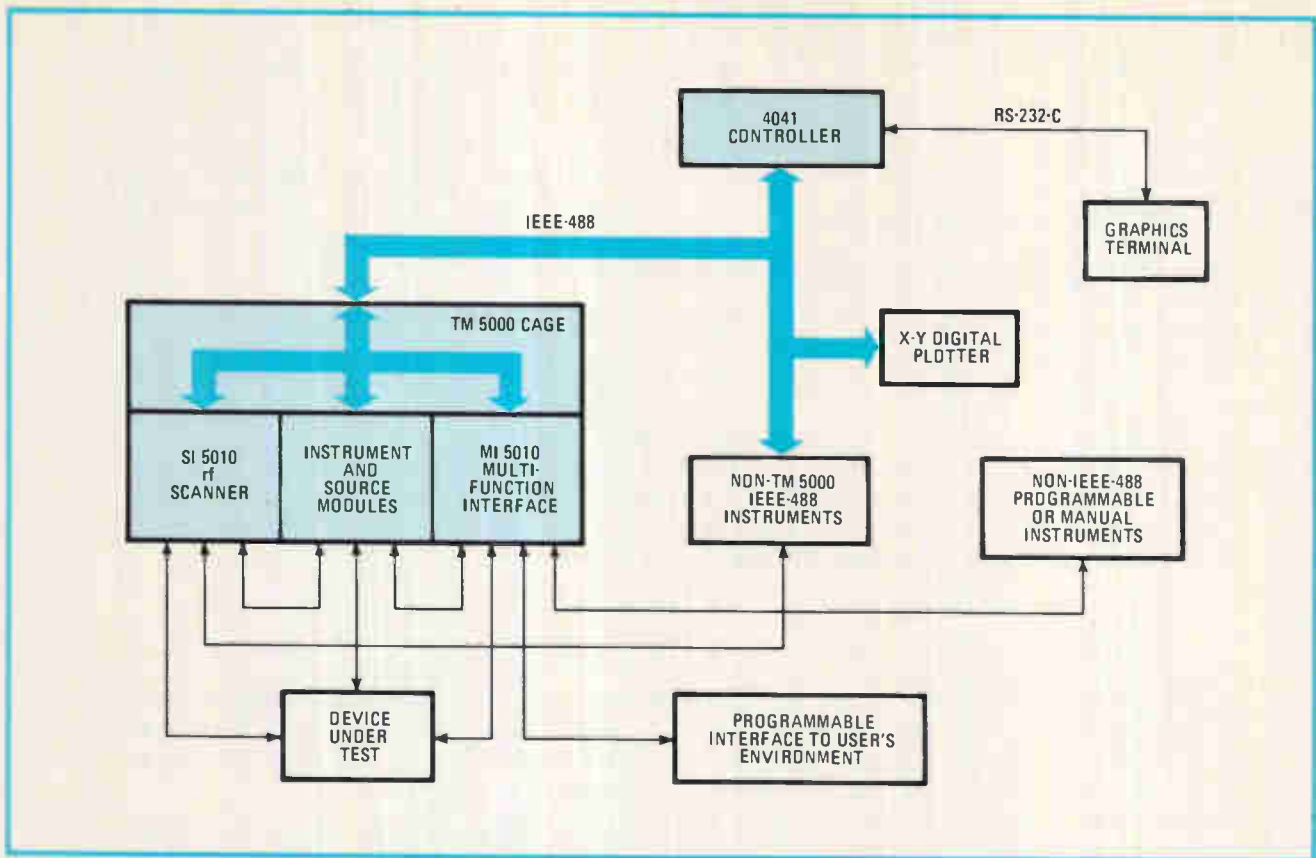 4041
CONTROLLER
RS-232-C
IEEE-488
GRAPHICS
TERMINAL
TM 5000 CAGE
X-Y DIGITAL
PLOTTER
SI 5010
rf
SCANNER
INSTRUMENT
AND
SOURCE
MODULES
MI 5010
MULTI-
FUNCTION
INTERFACE
NON-TM 5000
IEEE-488
INSTRUMENTS
NON-IEEE-488
PROGRAMMABLE
OR MANUAL
INSTRUMENTS
DEVICE
UNDER
TEST
PROGRAMMABLE
INTERFACE TO USER'S
ENVIRONMENT